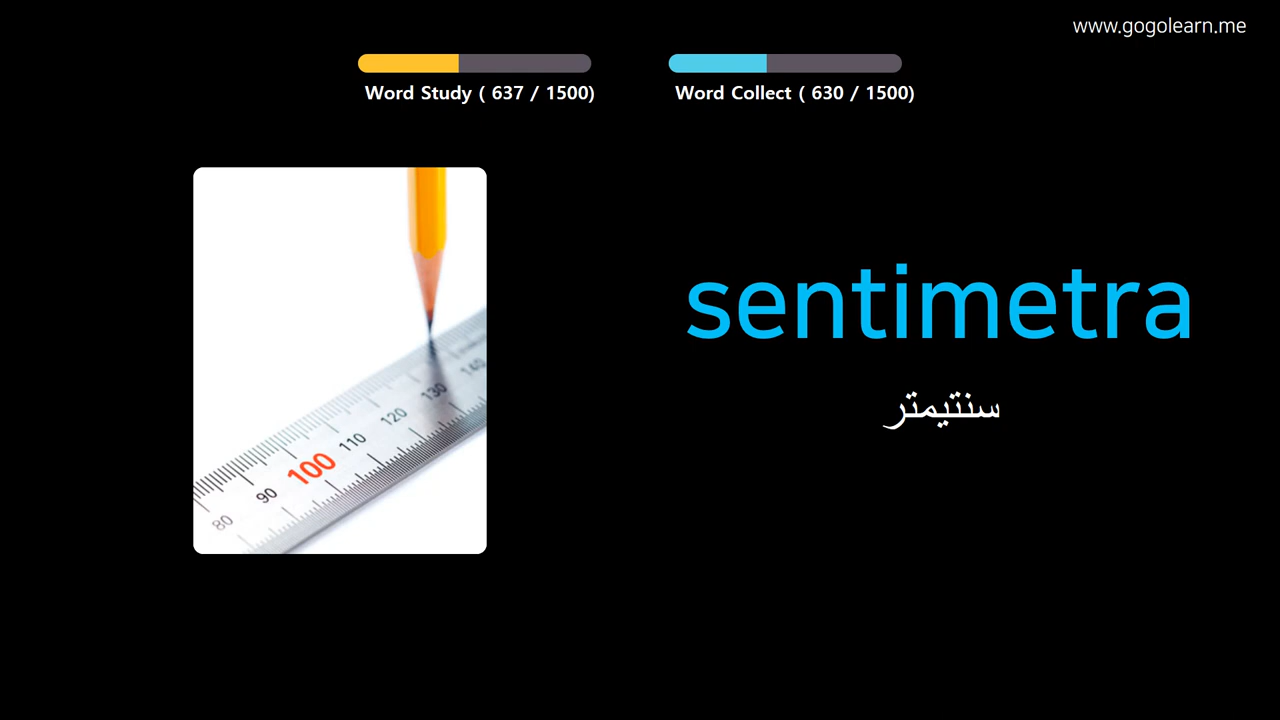 www.gogolearn.me
Word Study ( 637 / 1500)
Word Collect ( 630 / 1500)
sentimetra
سنتيمتر
80
90
100
110
120
130
140